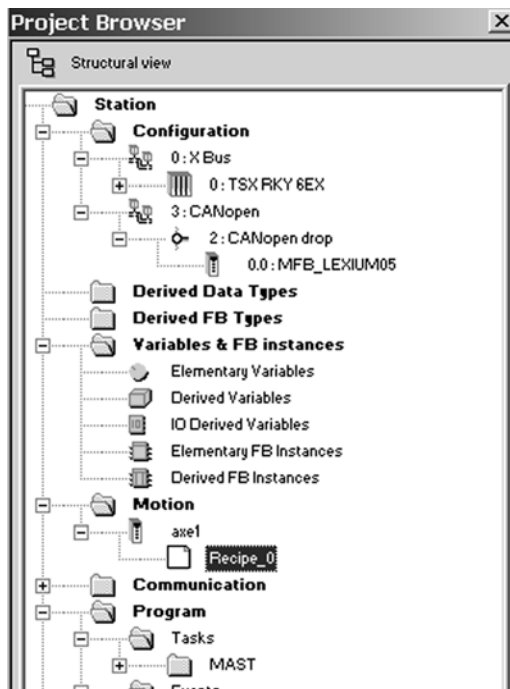 Project Browser
Structural view
Station
Configuration
0 : X Bus
0 : TSX RKY 6EX
3 : CANopen
2 : CANopen drop
0.0 : MFB_LEXIUM05
Derived Data Types
Derived FB Types
Variables & FB instances
Elementary Variables
Derived Variables
IO Derived Variables
Elementary FB Instances
Derived FB Instances
Motion
axe1
Recipe_0
Communication
Program
Tasks
MAST
Events